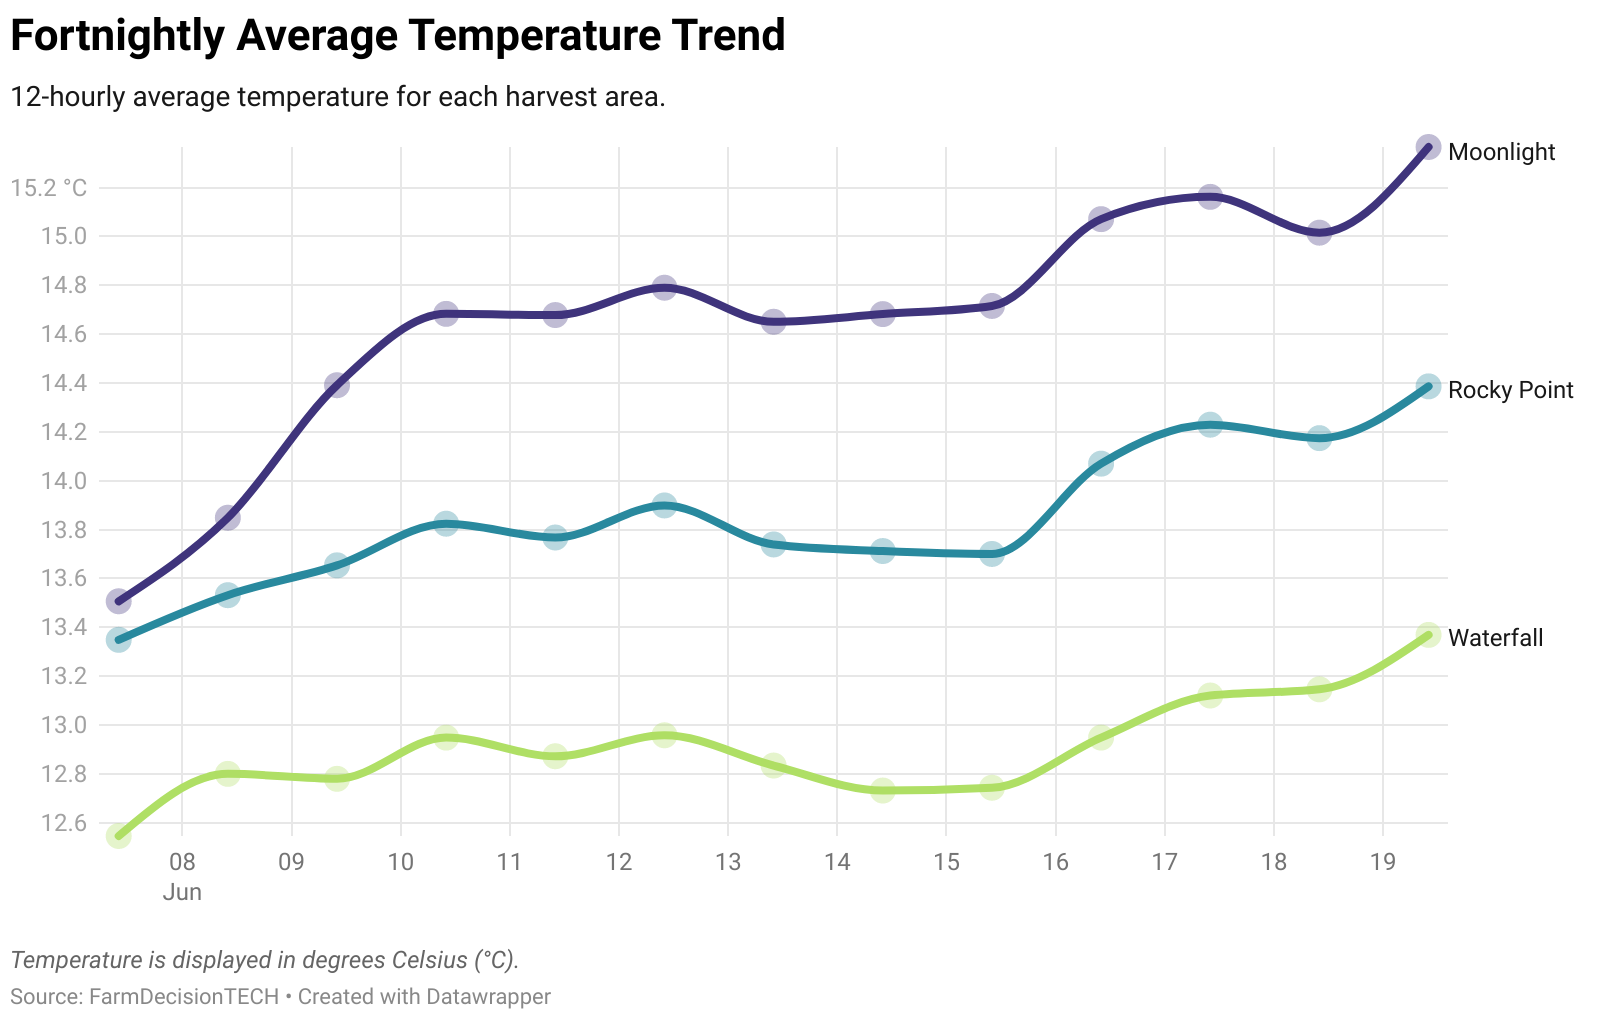 Fortnightly Average Temperature Trend
12-hourly average temperature for each harvest area.
Moonlight
15.2 °C
15.0
14.8
14.6
14.4
Rocky Point
14.2
14.0
13.8
13.6
13.4
Waterfall
13.2
13.0
12.8
12.6
08 09 10 11 12 13 14 15 16 17 18 19
Jun
Temperature is displayed in degrees Celsius (°C).
Source: FarmDecisionTECH • Created with Datawrapper